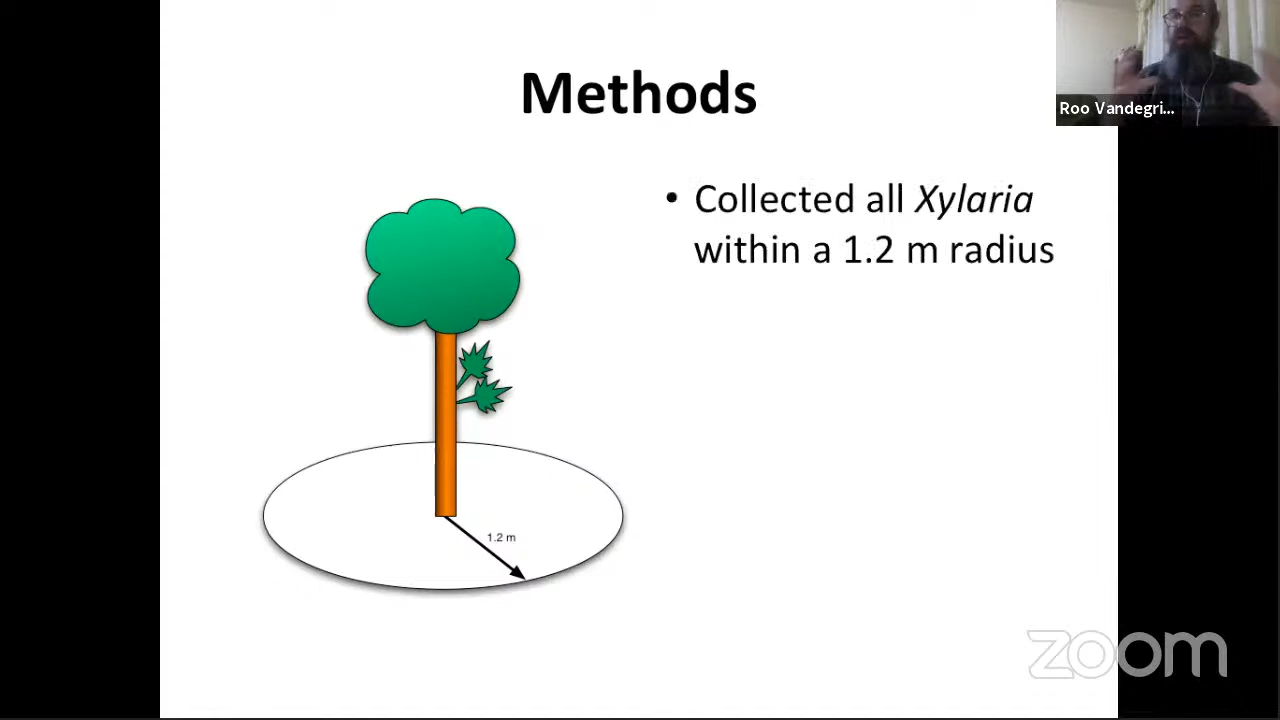 Methods
Roo Vandegri...
• Collected all Xylaria
within a 1.2 m radius
1.2 m
zoom